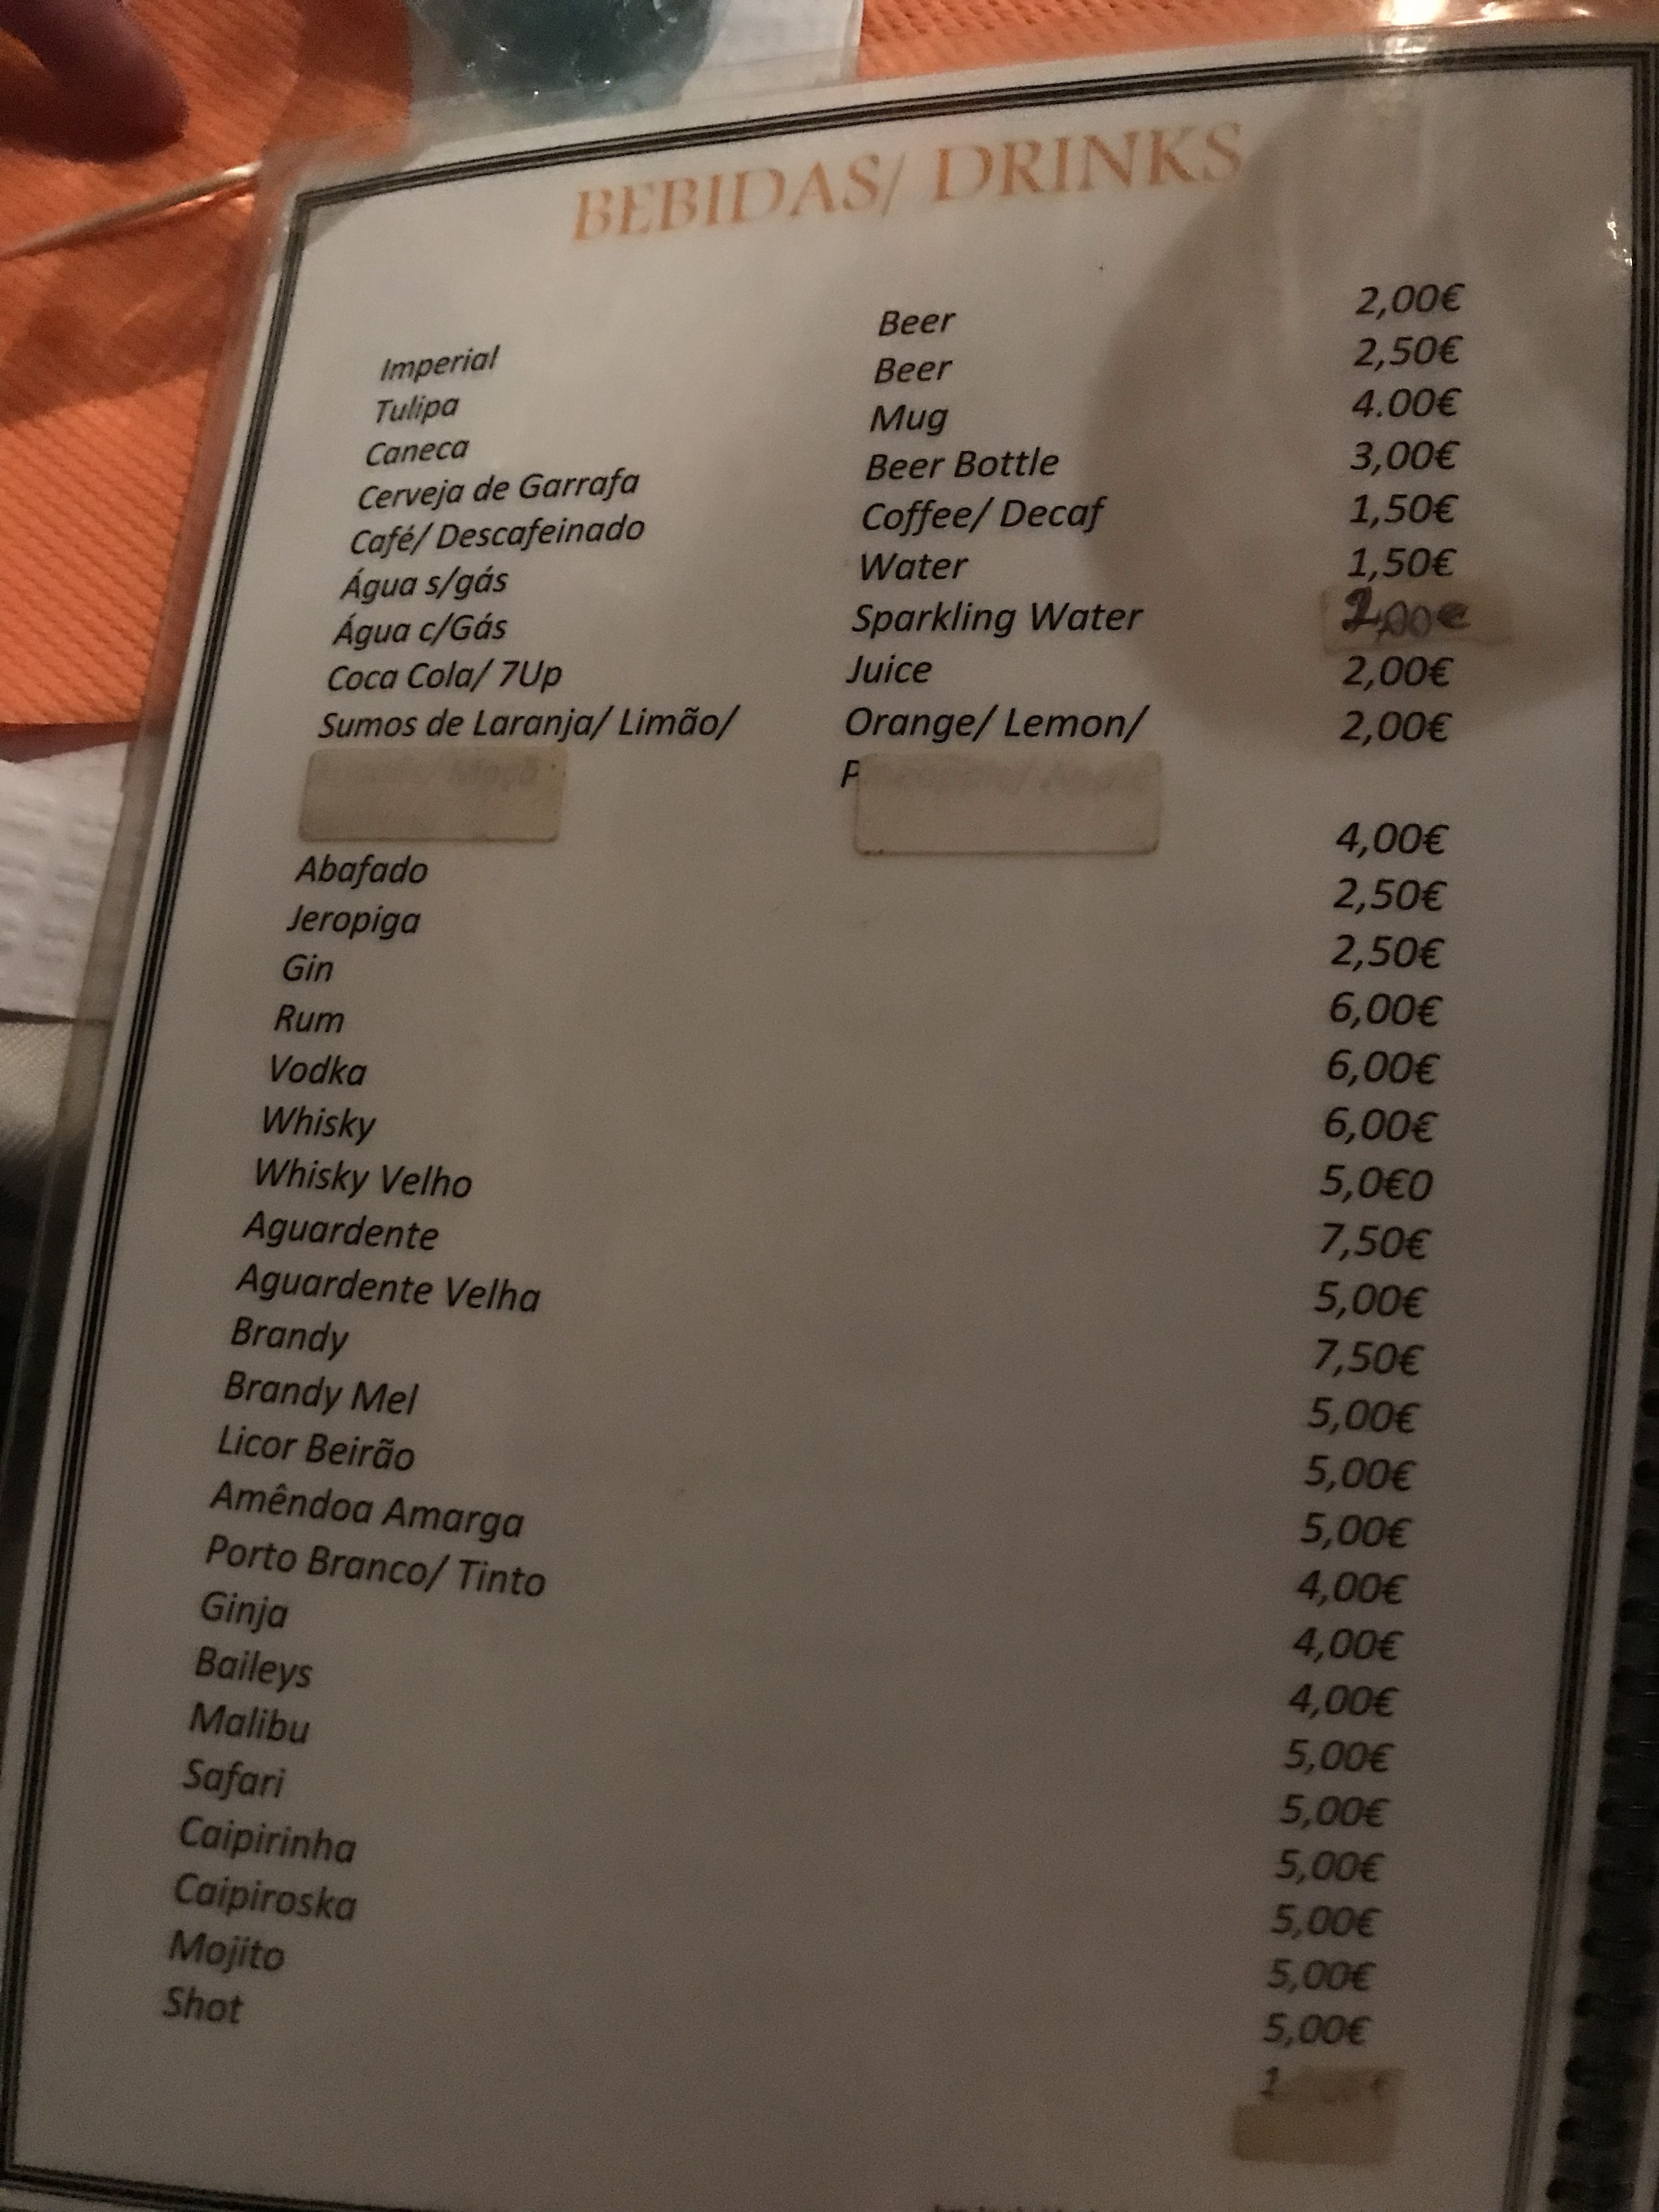 BEBIDAS/ DRINKS
Imperial Beer 2,00€
Tulipa Beer 2,50€
Caneca Mug 4.00€
Cerveja de Garrafa Beer Bottle 3,00€
Café/ Descafeinado Coffee/ Decaf 1,50€
Água s/gás Water 1,50€
Água c/Gás Sparkling Water
Coca Cola/ 7Up Juice 2,00€
Sumos de Laranja/ Limão/ Orange/ Lemon/ 2,00€
4,00€
Abafado 2,50€
Jeropiga 2,50€
Gin 6,00€
Rum 6,00€
Vodka 6,00€
Whisky 5,0€0
Whisky Velho 7,50€
Aguardente 5,00€
Aguardente Velha 7,50€
Brandy 5,00€
Brandy Mel 5,00€
Licor Beirão 5,00€
Amêndoa Amarga 4,00€
Porto Branco/ Tinto 4,00€
Ginja 4,00€
Baileys 5,00€
Malibu 5,00€
Safari 5,00€
Caipirinha 5,00€
Caipiroska 5,00€
Mojito 5,00€
Shot